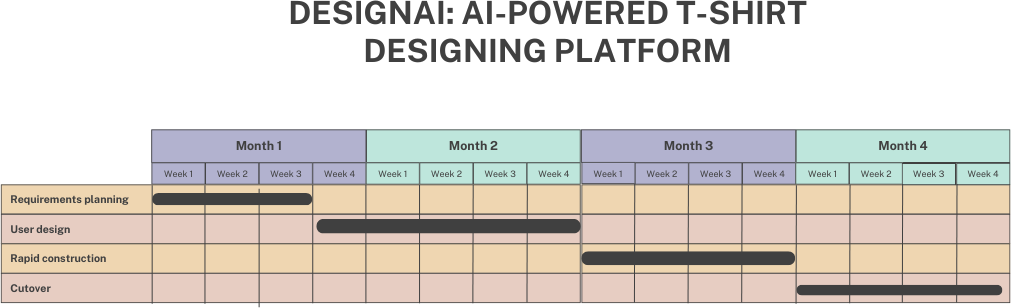 DESIGNAI: AI-POWERED T-SHIRT
DESIGNING PLATFORM
Month 1 Month 2 Month 3 Month 4
Week 1 Week 2 Week 3 Week 4 Week 1 Week 2 Week 3 Week 4 Week 1 Week 2 Week 3 Week 4 Week 1 Week 2 Week 3 Week 4
Requirements planning
User design
Rapid construction
Cutover